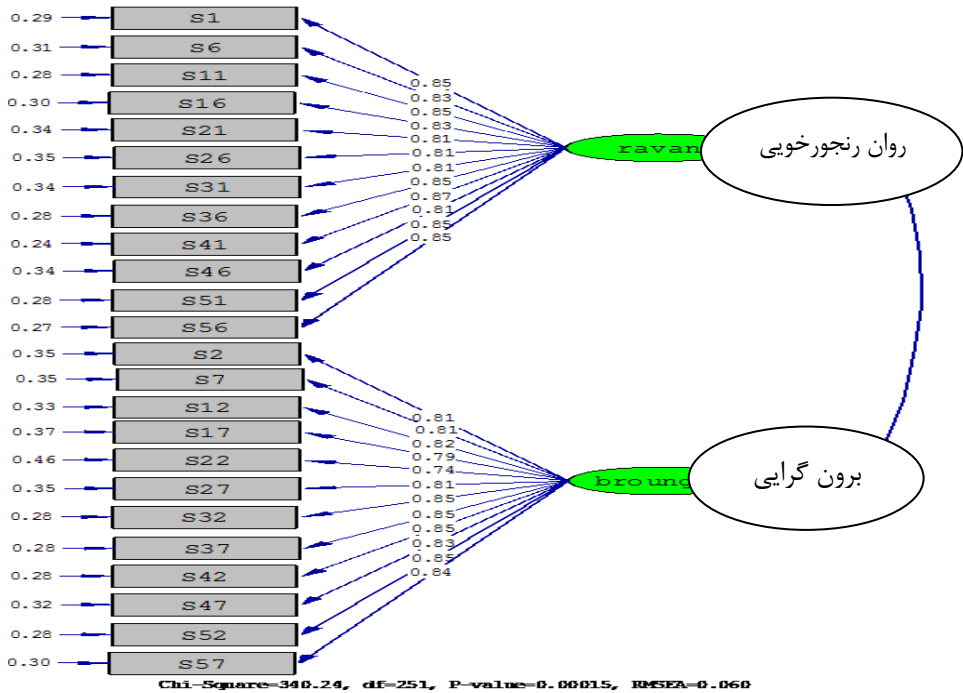 0.29 S1
0.31 S6
0.28 S11
0.30 S16
0.34 S21
0.35 S26
0.34 S31
0.28 S36
0.24 S41
0.34 S46
0.28 S51
0.27 S56
0.35 S2
0.35 S7
0.33 S12
0.37 S17
0.46 S22
0.35 S27
0.28 S32
0.28 S37
0.28 S42
0.32 S47
0.28 S52
0.30 S57
0.85
0.83
0.85
0.83
0.81
0.81
0.81
0.85
0.87
0.81
0.85
0.85
ravan
روان رنجورخویی
0.81
0.81
0.82
0.79
0.74
0.81
0.85
0.85
0.85
0.83
0.85
0.84
broung
برون گرایی
Chi-Square=340.24, df=251, P-value=0.00015, RMSEA=0.060